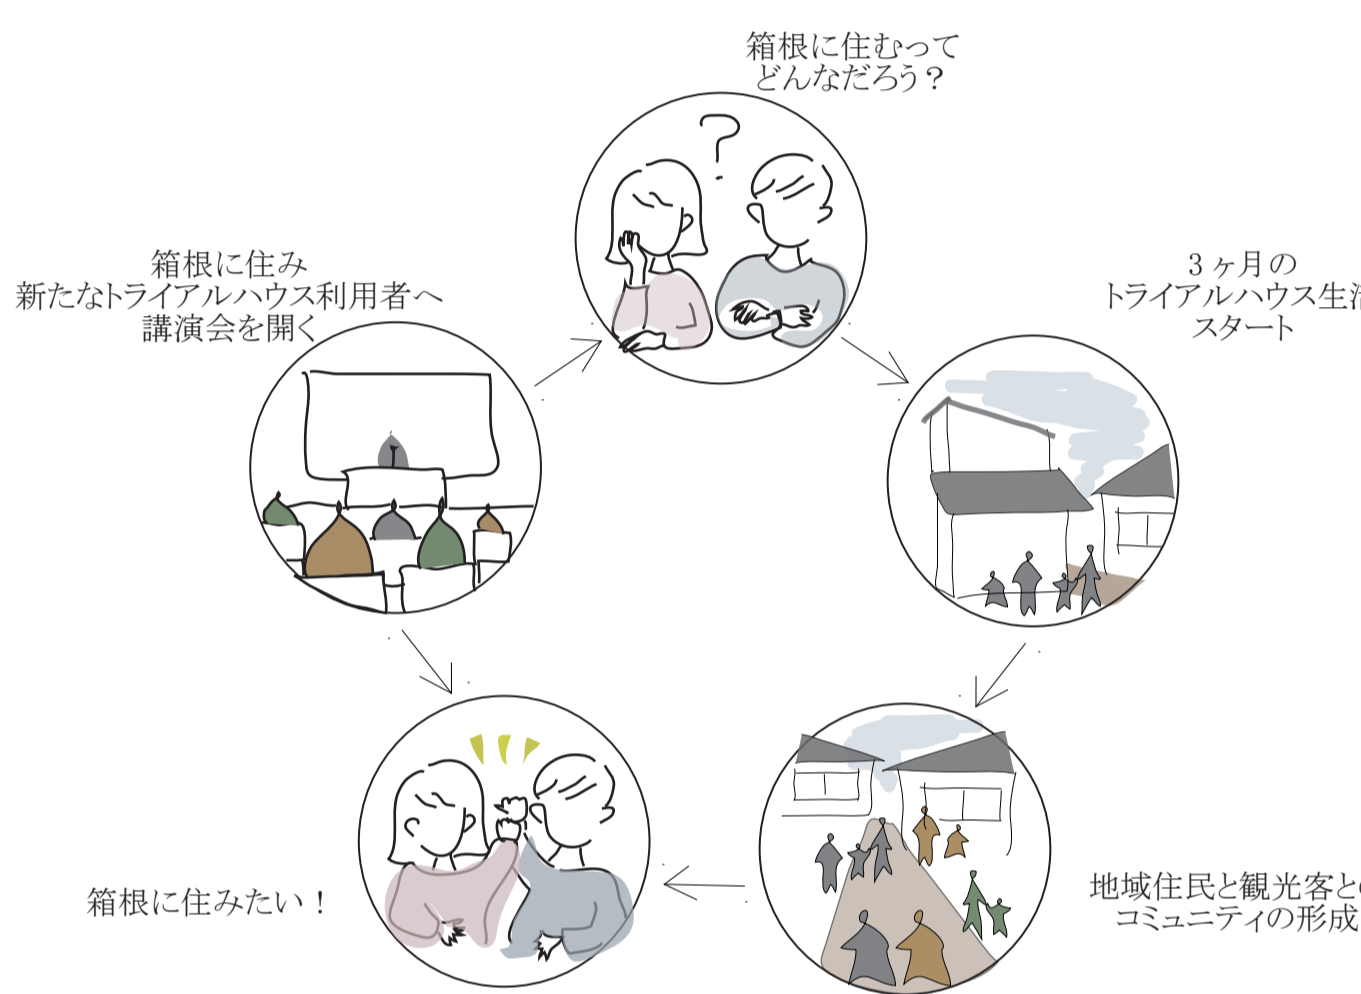 箱根に住むって
どんなだろう？
3ヶ月の
トライアルハウス生活
スタート
地域住民と観光客との
コミュニティの形成
箱根に住みたい！
箱根に住み
新たなトライアルハウス利用者へ
講演会を開く